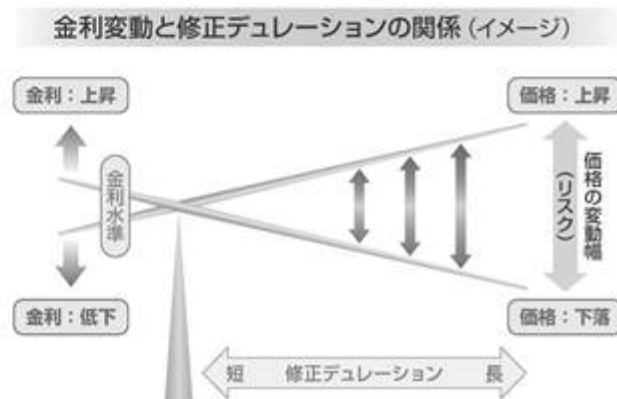 金利変動と修正デュレーションの関係（イメージ）
金利：上昇
価格：上昇
金利水準
価格の変動幅
（リスク）
金利：低下
価格：下落
短 修正デュレーション 長